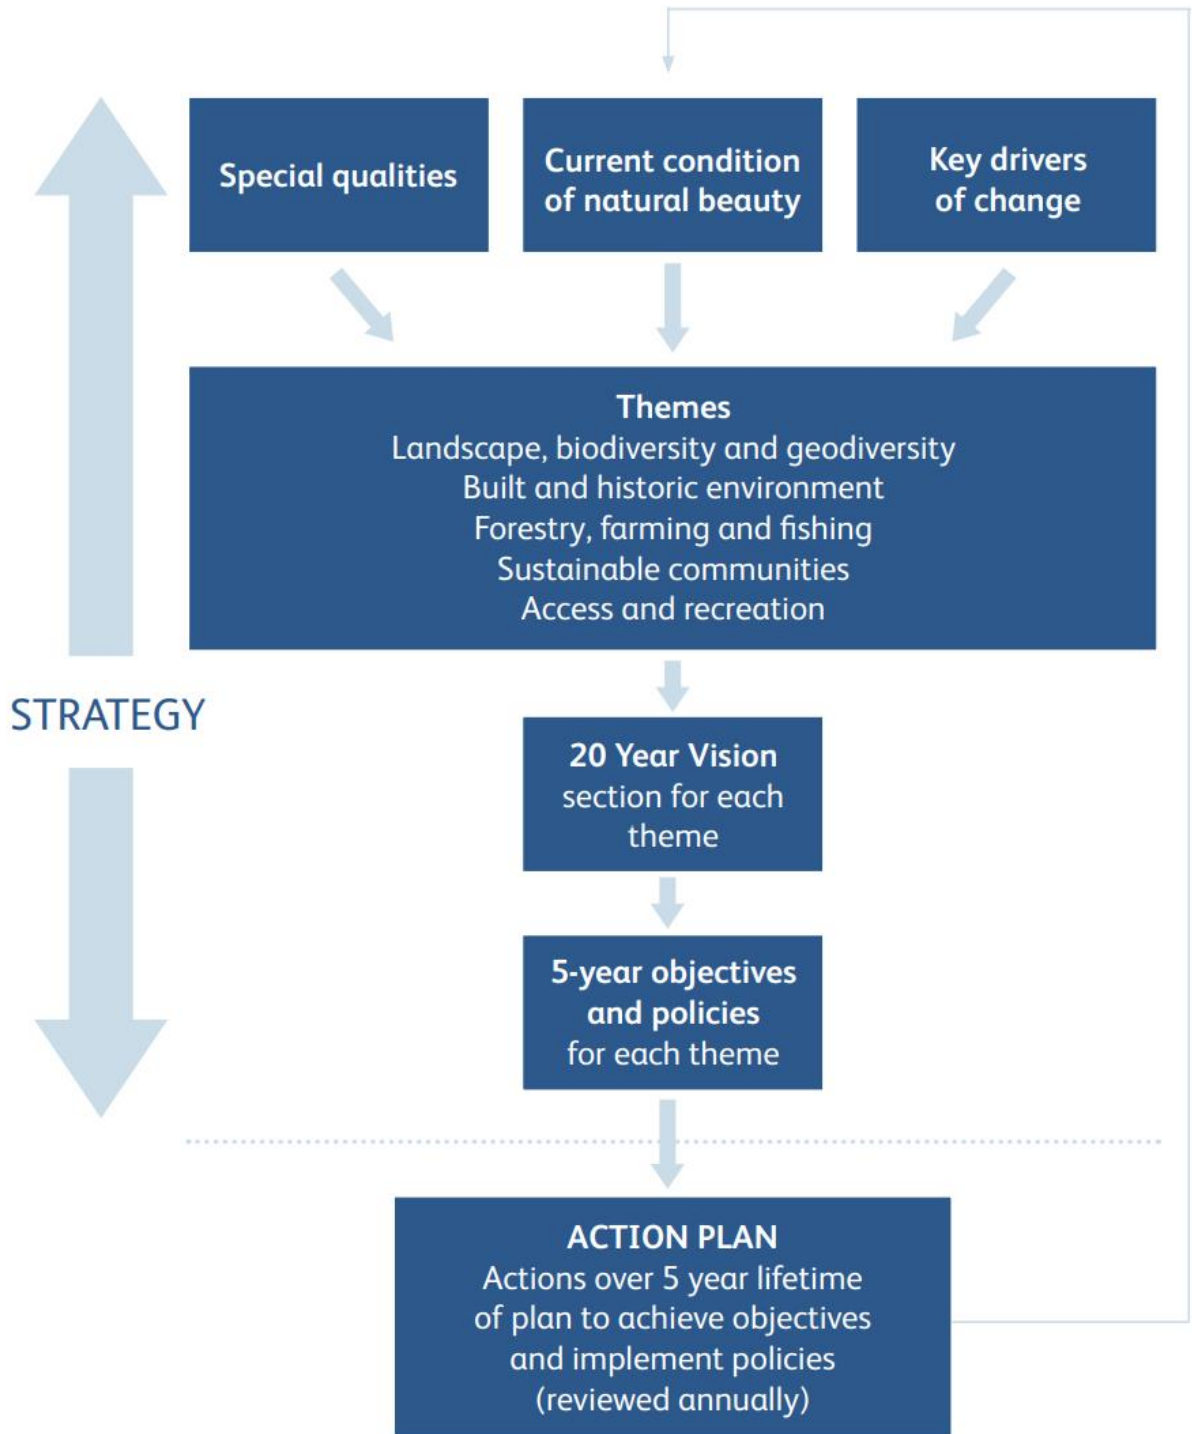 Special qualities
Current condition
of natural beauty
Key drivers
of change
Themes
Landscape, biodiversity and geodiversity
Built and historic environment
Forestry, farming and fishing
Sustainable communities
Access and recreation
STRATEGY
20 Year Vision
section for each
theme
5-year objectives
and policies
for each theme
ACTION PLAN
Actions over 5 year lifetime
of plan to achieve objectives
and implement policies
(reviewed annually)